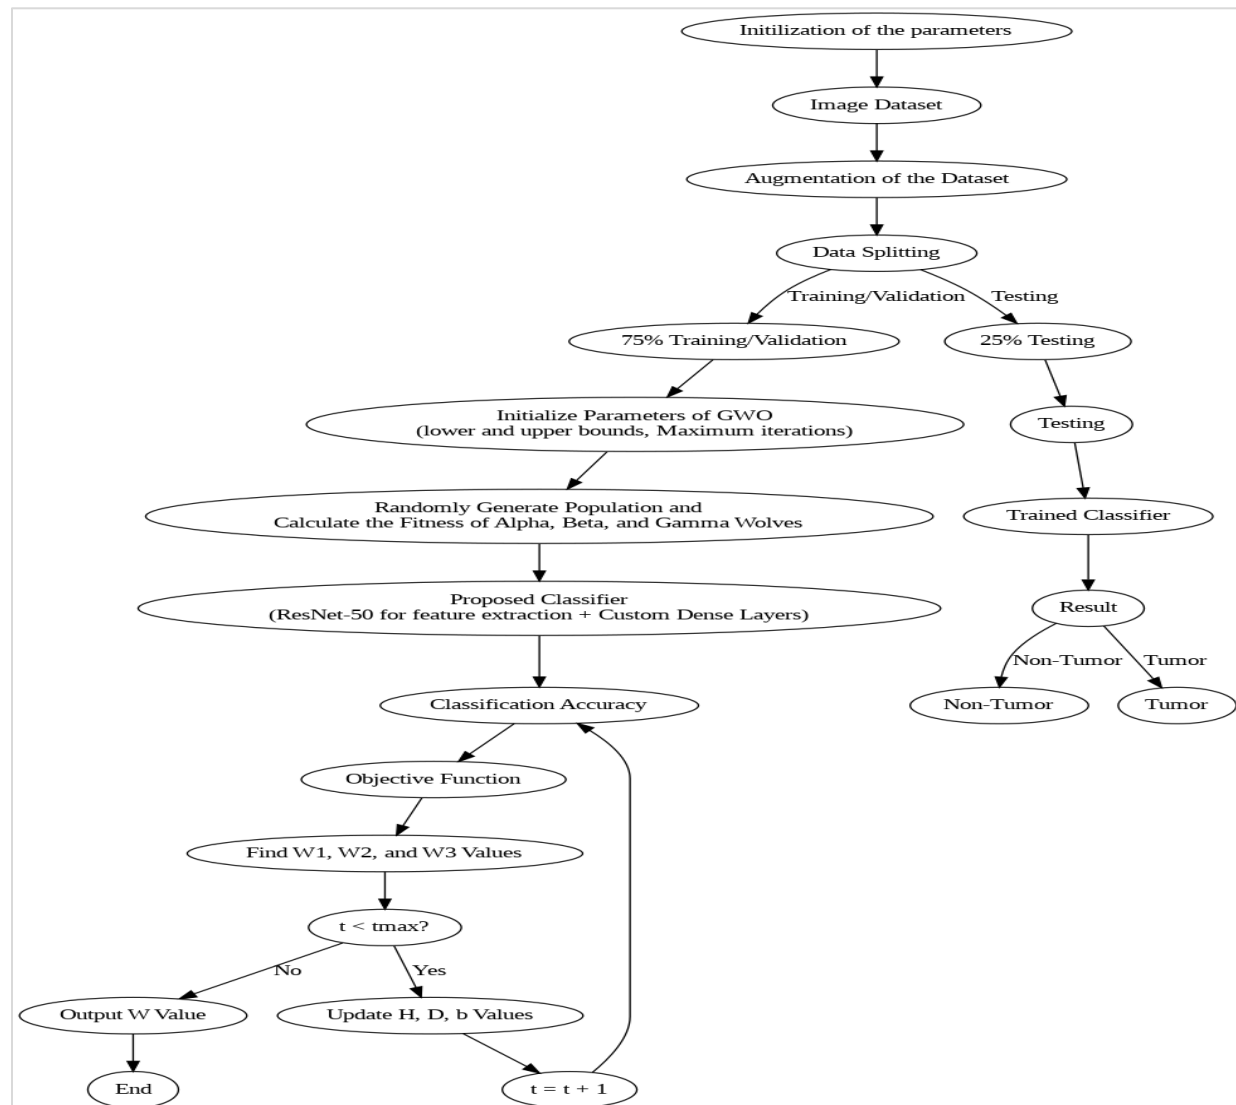 Initilization of the parameters
Image Dataset
Augmentation of the Dataset
Data Splitting
Training/Validation
Testing
75% Training/Validation
25% Testing
Initialize Parameters of GWO
(lower and upper bounds, Maximum iterations)
Testing
Randomly Generate Population and
Calculate the Fitness of Alpha, Beta, and Gamma Wolves
Trained Classifier
Proposed Classifier
(ResNet-50 for feature extraction + Custom Dense Layers)
Result
Non-Tumor
Tumor
Classification Accuracy
Non-Tumor
Tumor
Objective Function
Find W1, W2, and W3 Values
t < tmax?
No
Yes
Output W Value
Update H, D, b Values
End
t = t + 1